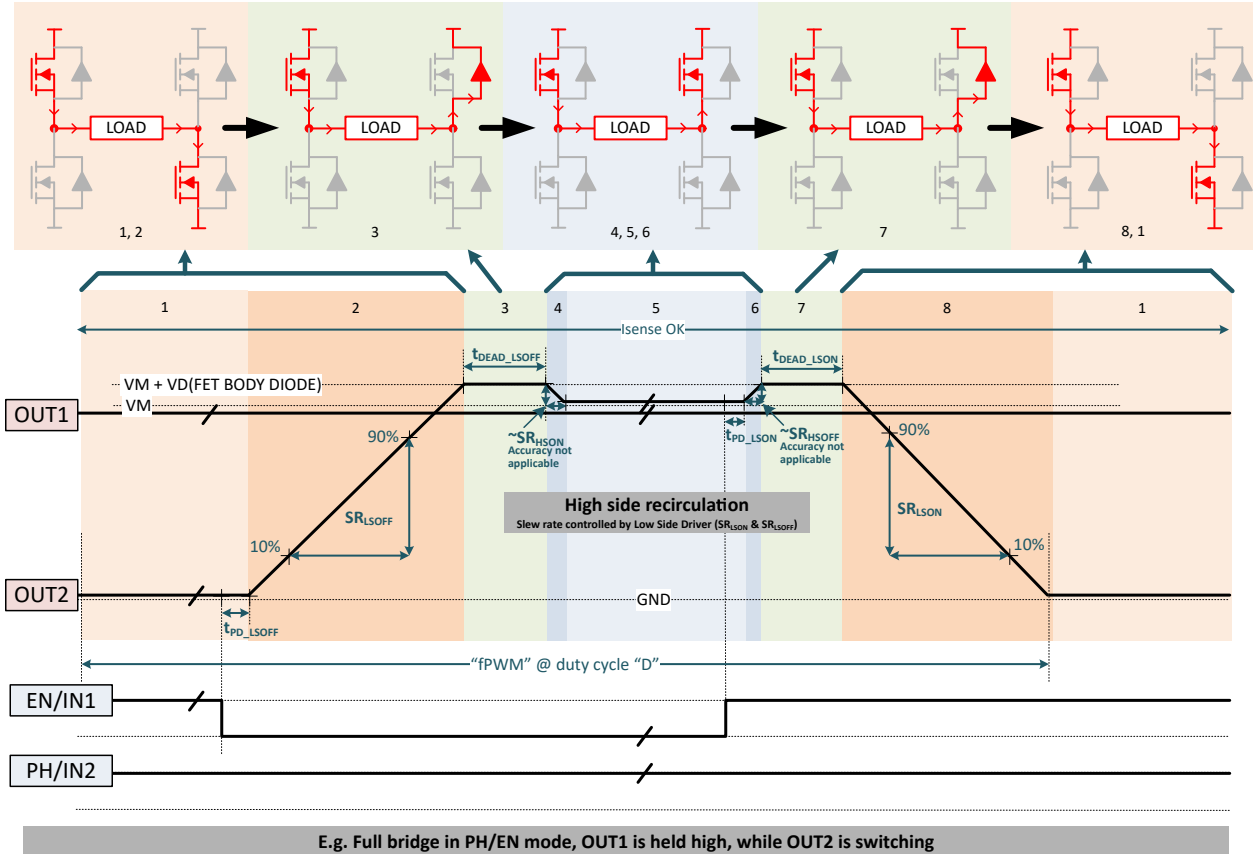 LOAD
LOAD
LOAD
LOAD
LOAD
1, 2
3
4, 5, 6
7
8, 1
1
2
3
4
5
6
7
8
1
Isense OK
tDEAD_LSOFF
tDEAD_LSON
VM + VD(FET BODY DIODE)
VM
OUT1
90%
~SRHSON
Accuracy not
applicable
tPD_LSON
~SRHSOFF
Accuracy not
applicable
90%
High side recirculation
Slew rate controlled by Low Side Driver (SRLSON & SRLSOFF)
SRLSOFF
SRLSON
10%
10%
OUT2
GND
tPD_LSOFF
“fPWM” @ duty cycle “D”
EN/IN1
PH/IN2
E.g. Full bridge in PH/EN mode, OUT1 is held high, while OUT2 is switching